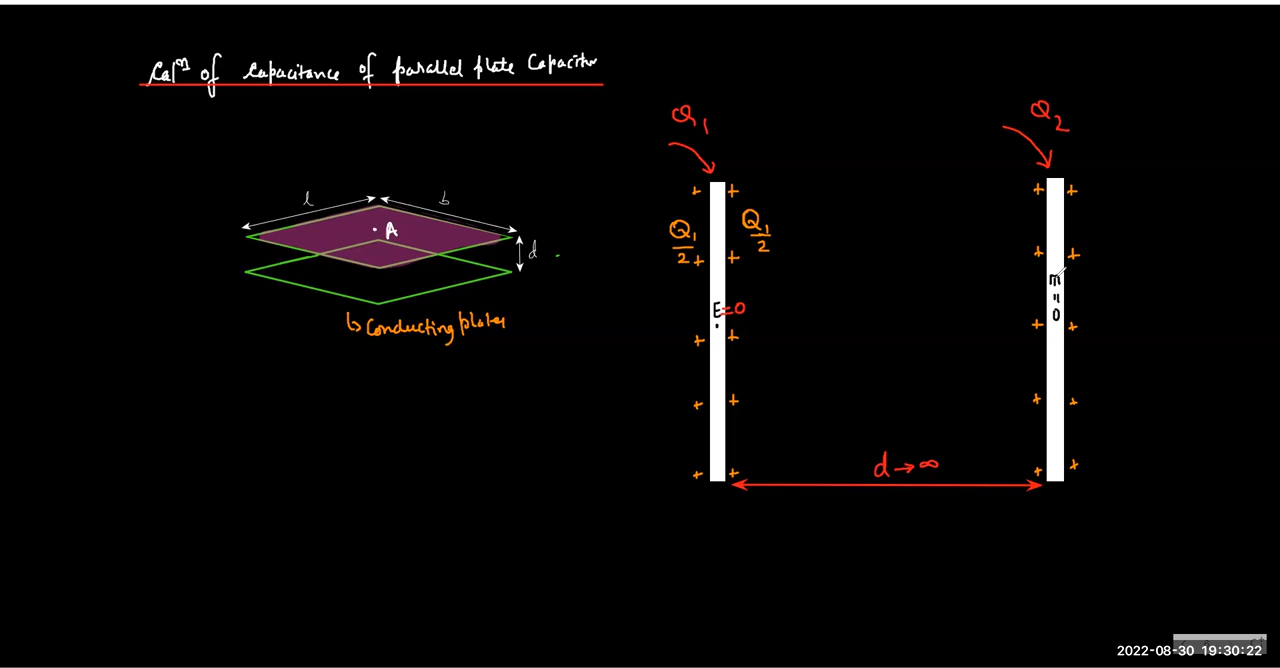 Calⁿ of Capacitance of parallel plate Capacitor
Q₁
Q₂
l
b
A
d
↳ Conducting plates
+ +
+ +
Q₁/2
Q₁/2
+ +
+ +
E=0
E
"
0
+ +
+ +
+ +
+ +
+ +
+ +
d→∞
2022-08-30 19:30:22